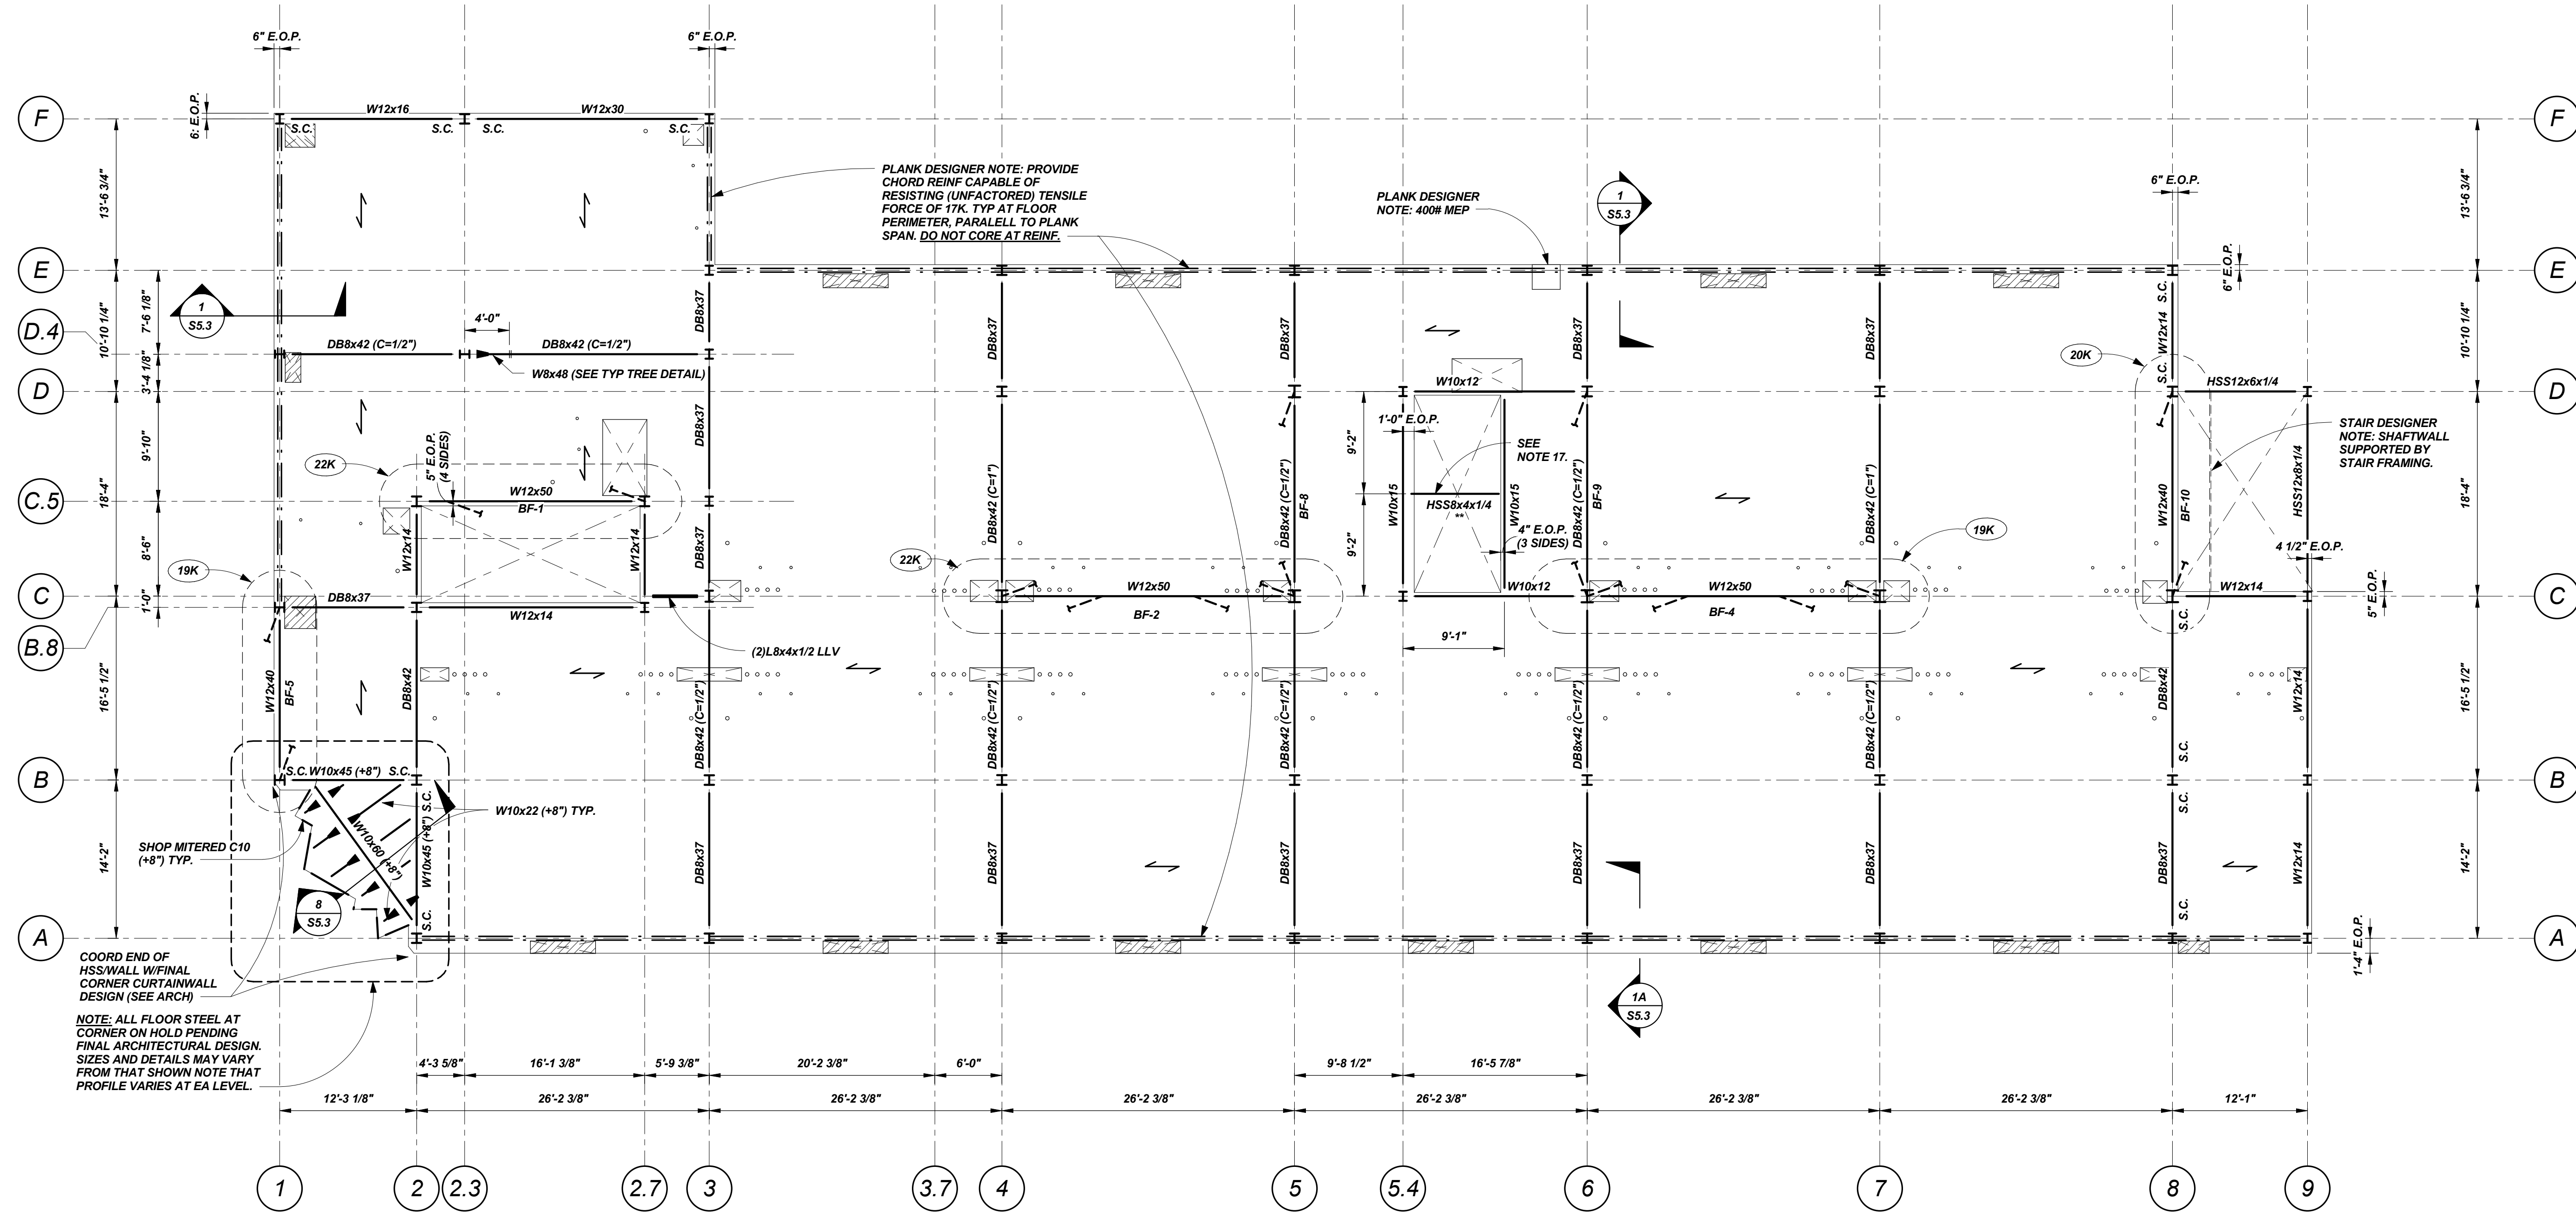 6" E.O.P.
6" E.O.P.
F
6: E.O.P.
W12x16
W12x30
S.C.
S.C.
S.C.
S.C.
F
13'-6 3/4"
PLANK DESIGNER NOTE: PROVIDE
CHORD REINF CAPABLE OF
RESISTING (UNFACTORED) TENSILE
FORCE OF 17K. TYP AT FLOOR
PERIMETER, PARALELL TO PLANK
SPAN. DO NOT CORE AT REINF.
PLANK DESIGNER
NOTE: 400# MEP
1
S5.3
6" E.O.P.
13'-6 3/4"
E
6" E.O.P.
E
1
S5.3
10'-10 1/4"
7'-6 1/8"
4'-0"
DB8x37
DB8x37
DB8x37
DB8x37
DB8x37
S.C.
W12x14
S.C.
10'-10 1/4"
D.4
DB8x42 (C=1/2")
DB8x42 (C=1/2")
W8x48 (SEE TYP TREE DETAIL)
3'-4 1/8"
20K
D
W10x12
HSS12x6x1/4
D
18'-4"
9'-10"
5" E.O.P.
(4 SIDES)
22K
DB8x37
1'-0" E.O.P.
9'-2"
SEE
NOTE 17.
STAIR DESIGNER
NOTE: SHAFTWALL
SUPPORTED BY
STAIR FRAMING.
C.5
W12x50
BF-1
DB8x42 (C=1")
DB8x42 (C=1/2")
BF-8
W10x15
HSS8x4x1/4
**
W10x15
DB8x42 (C=1/2")
BF-9
DB8x42 (C=1")
W12x40
BF-10
HSS12x8x1/4
18'-4"
8'-6"
W12x14
W12x14
DB8x37
9'-2"
4" E.O.P.
(3 SIDES)
19K
4 1/2" E.O.P.
19K
22K
C
DB8x37
W12x14
W12x50
BF-2
W10x12
W12x50
BF-4
W12x14
5" E.O.P.
C
1'-0"
S.C.
B.8
(2)L8x4x1/2 LLV
9'-1"
16'-5 1/2"
W12x40
BF-5
DB8x42
DB8x42 (C=1/2")
DB8x42 (C=1/2")
DB8x42 (C=1/2")
DB8x42 (C=1/2")
DB8x42 (C=1/2")
DB8x42
S.C.
W12x14
16'-5 1/2"
B
S.C.
W10x45 (+8")
S.C.
B
W10x22 (+8") TYP.
S.C.
S.C.
SHOP MITERED C10
(+8") TYP.
W10x60 (+8")
W10x45 (+8")
14'-2"
DB8x37
DB8x37
DB8x37
DB8x37
DB8x37
DB8x37
W12x14
14'-2"
8
S5.3
S.C.
S.C.
A
1'-4" E.O.P.
A
COORD END OF
HSS/WALL W/FINAL
CORNER CURTAINWALL
DESIGN (SEE ARCH)
1A
S5.3
NOTE: ALL FLOOR STEEL AT
CORNER ON HOLD PENDING
FINAL ARCHITECTURAL DESIGN.
SIZES AND DETAILS MAY VARY
FROM THAT SHOWN NOTE THAT
PROFILE VARIES AT EA LEVEL.
4'-3 5/8"
16'-1 3/8"
5'-9 3/8"
20'-2 3/8"
6'-0"
9'-8 1/2"
16'-5 7/8"
12'-3 1/8"
26'-2 3/8"
26'-2 3/8"
26'-2 3/8"
26'-2 3/8"
26'-2 3/8"
26'-2 3/8"
12'-1"
1
2
2.3
2.7
3
3.7
4
5
5.4
6
7
8
9